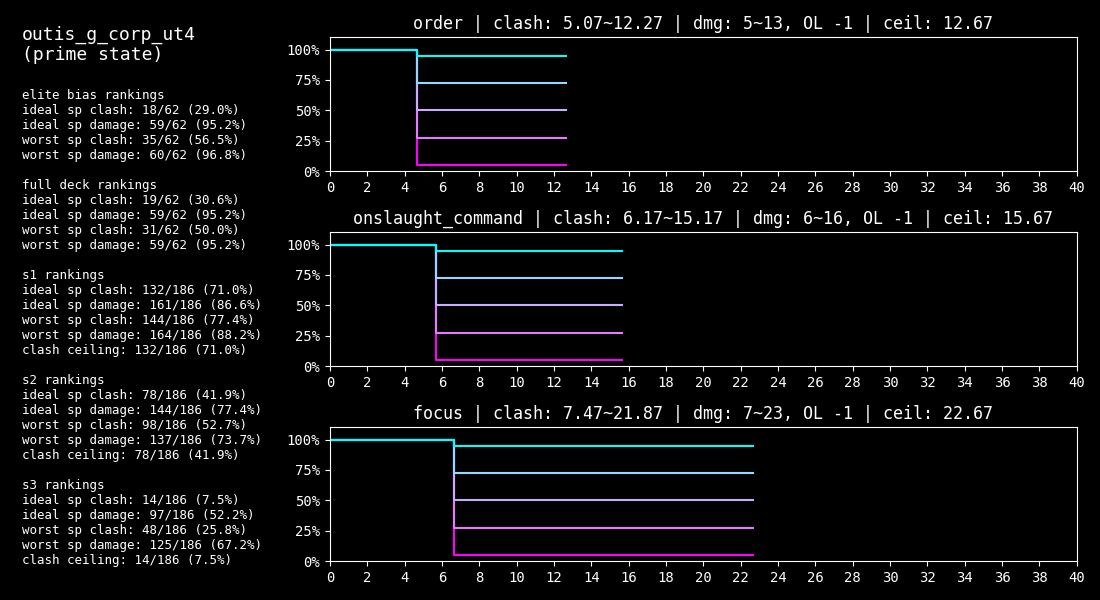 outis_g_corp_ut4
(prime state)
elite bias rankings
ideal sp clash: 18/62 (29.0%)
ideal sp damage: 59/62 (95.2%)
worst sp clash: 35/62 (56.5%)
worst sp damage: 60/62 (96.8%)
full deck rankings
ideal sp clash: 19/62 (30.6%)
ideal sp damage: 59/62 (95.2%)
worst sp clash: 31/62 (50.0%)
worst sp damage: 59/62 (95.2%)
s1 rankings
ideal sp clash: 132/186 (71.0%)
ideal sp damage: 161/186 (86.6%)
worst sp clash: 144/186 (77.4%)
worst sp damage: 164/186 (88.2%)
clash ceiling: 132/186 (71.0%)
s2 rankings
ideal sp clash: 78/186 (41.9%)
ideal sp damage: 144/186 (77.4%)
worst sp clash: 98/186 (52.7%)
worst sp damage: 137/186 (73.7%)
clash ceiling: 78/186 (41.9%)
s3 rankings
ideal sp clash: 14/186 (7.5%)
ideal sp damage: 97/186 (52.2%)
worst sp clash: 48/186 (25.8%)
worst sp damage: 125/186 (67.2%)
clash ceiling: 14/186 (7.5%)
order | clash: 5.07~12.27 | dmg: 5~13, OL -1 | ceil: 12.67
100%
75%
50%
25%
0%
0 2 4 6 8 10 12 14 16 18 20 22 24 26 28 30 32 34 36 38 40
onslaught_command | clash: 6.17~15.17 | dmg: 6~16, OL -1 | ceil: 15.67
100%
75%
50%
25%
0%
0 2 4 6 8 10 12 14 16 18 20 22 24 26 28 30 32 34 36 38 40
focus | clash: 7.47~21.87 | dmg: 7~23, OL -1 | ceil: 22.67
100%
75%
50%
25%
0%
0 2 4 6 8 10 12 14 16 18 20 22 24 26 28 30 32 34 36 38 40